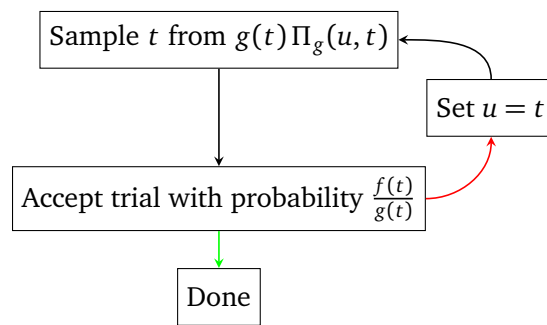 Sample t from g(t) Π_g(u, t)
Set u = t
Accept trial with probability f(t)/g(t)
Done